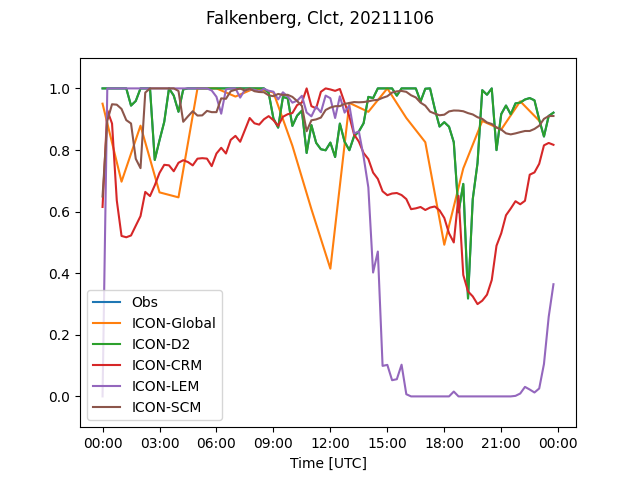 Falkenberg, Clct, 20211106
1.0
0.8
0.6
0.4
0.2
0.0
Obs
ICON-Global
ICON-D2
ICON-CRM
ICON-LEM
ICON-SCM
00:00 03:00 06:00 09:00 12:00 15:00 18:00 21:00 00:00
Time [UTC]